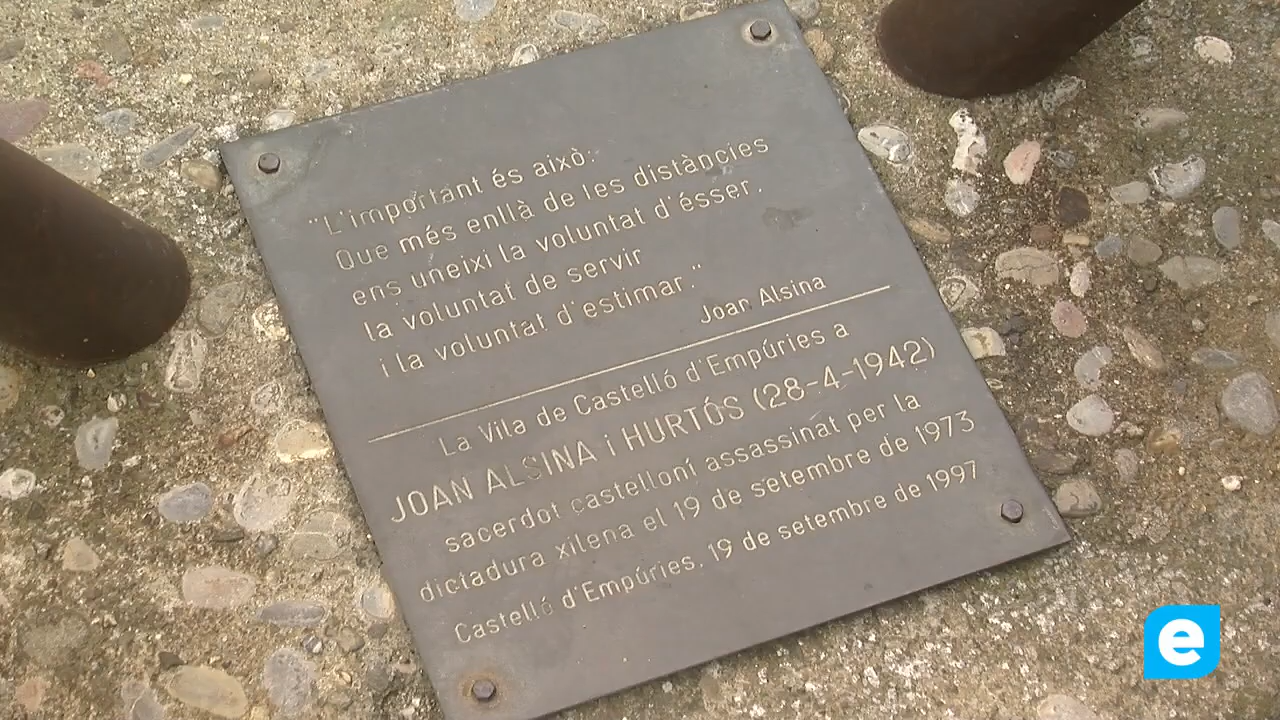 "L'important és això:
Que més enllà de les distàncies
ens uneixi la voluntat d'ésser,
la voluntat de servir
i la voluntat d'estimar."
Joan Alsina
La Vila de Castelló d'Empúries a
JOAN ALSINA i HURTÓS (28-4-1942)
sacerdot castelloní assassinat per la
dictadura xilena el 19 de setembre de 1973
Castelló d'Empúries, 19 de setembre de 1997
e